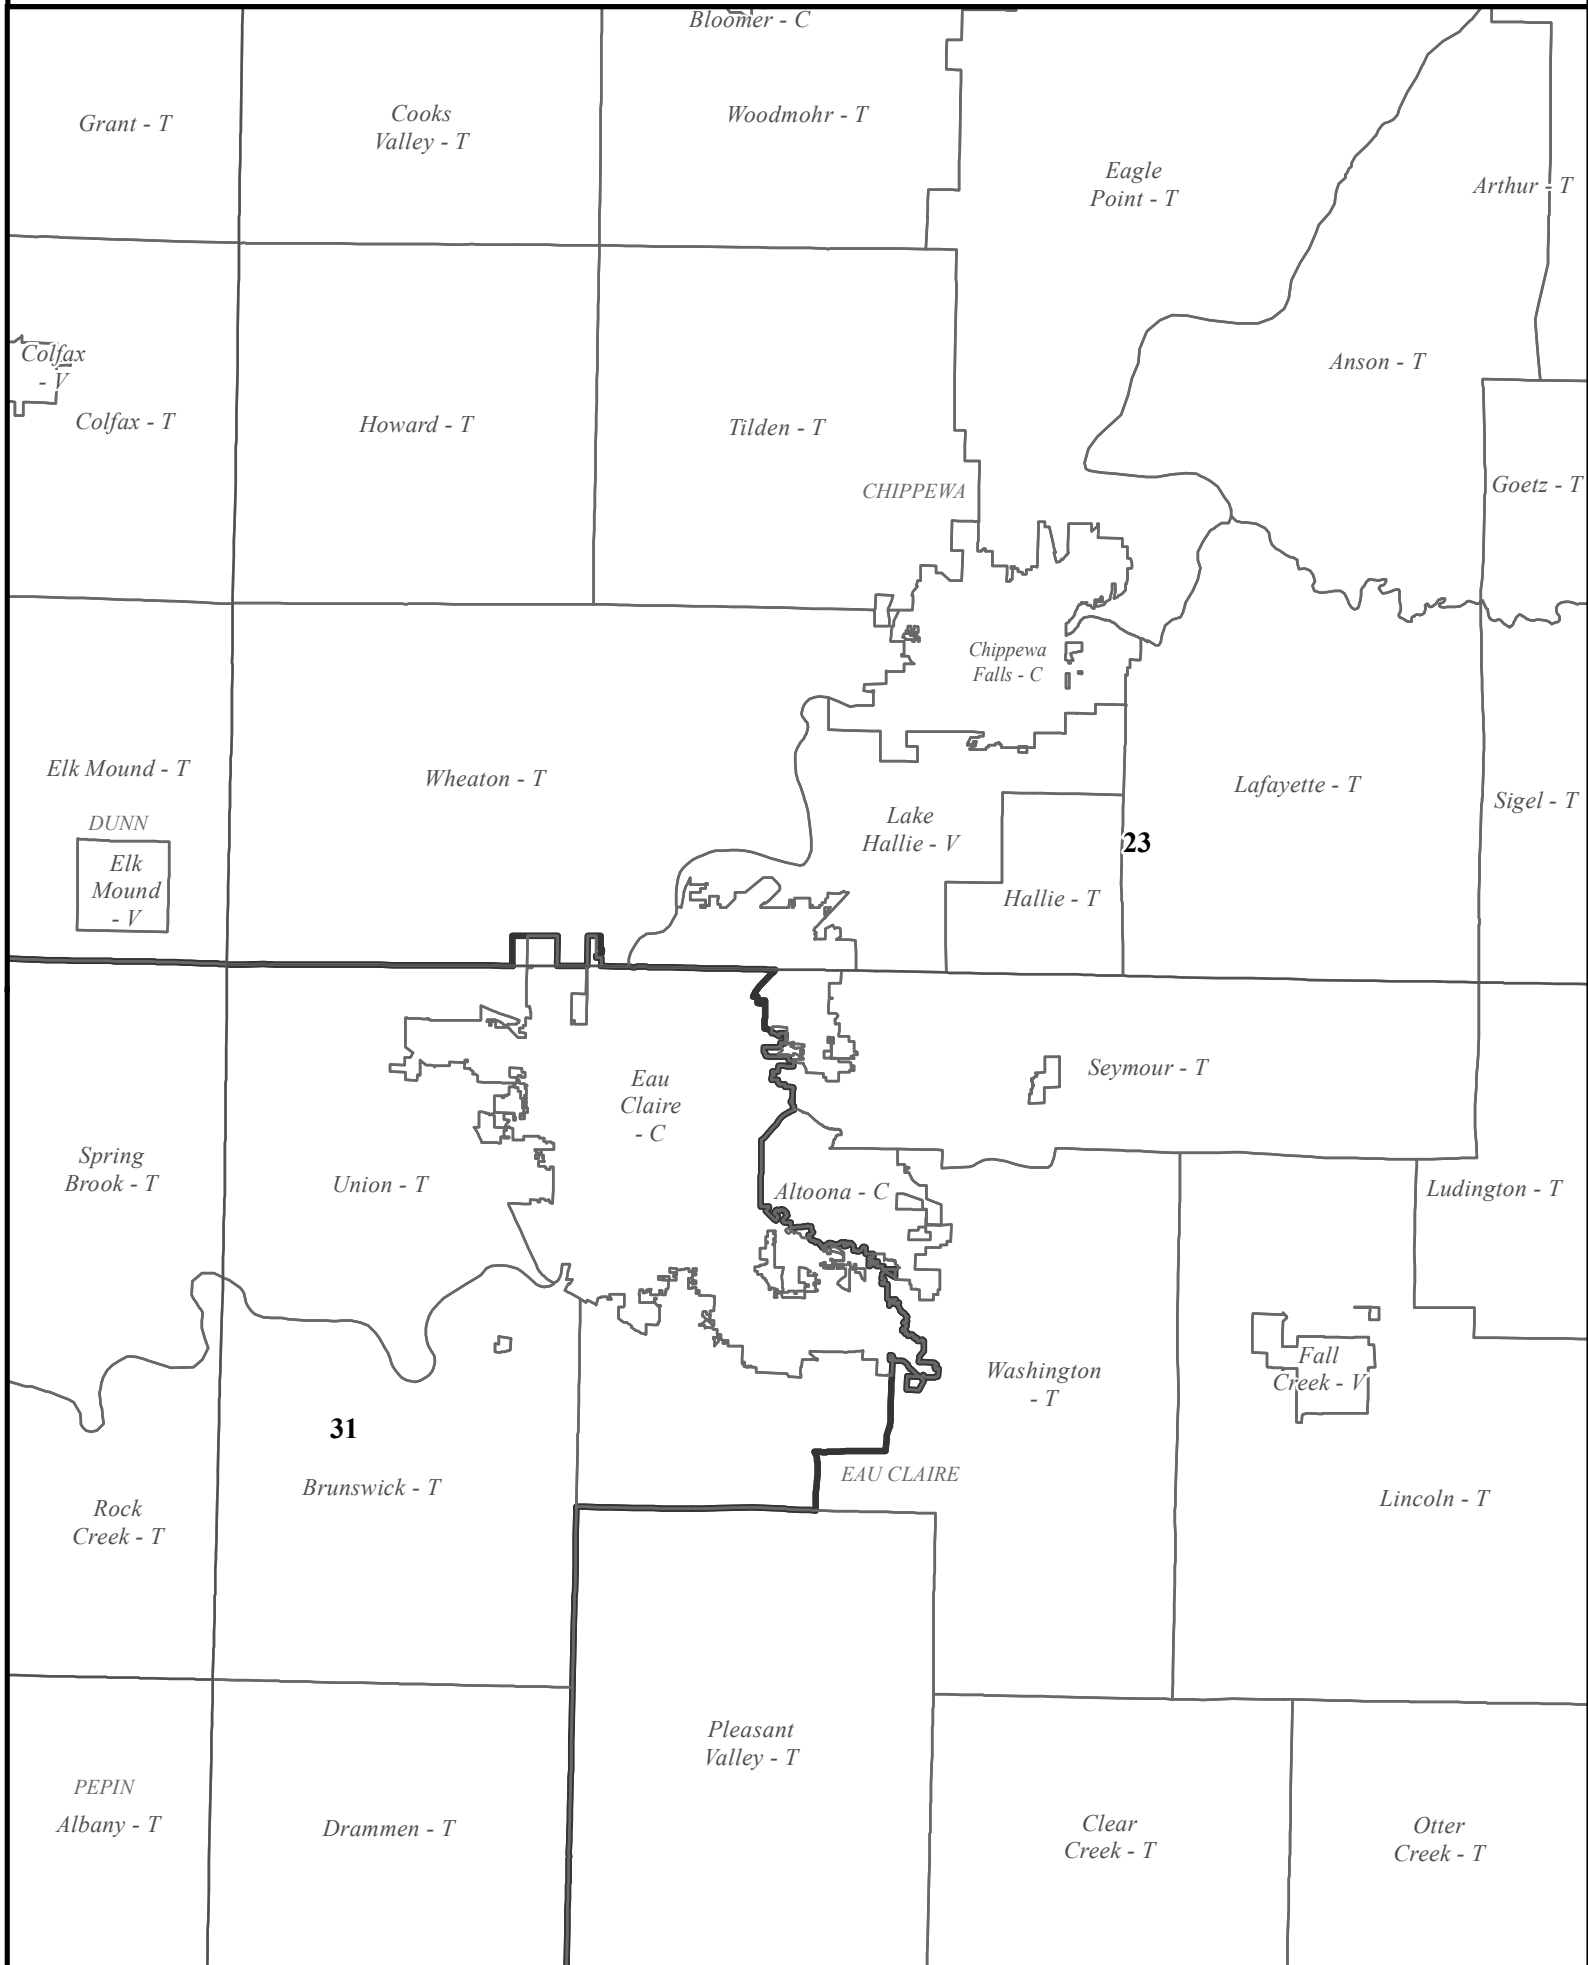 Bloomer - C
Grant - T
Cooks
Valley - T
Woodmohr - T
Eagle
Point - T
Arthur - T
Colfax
- V
Colfax - T
Howard - T
Tilden - T
Anson - T
CHIPPEWA
Goetz - T
Chippewa
Falls - C
Elk Mound - T
Wheaton - T
Lafayette - T
Sigel - T
DUNN
Elk
Mound
- V
Lake
Hallie - V
23
Hallie - T
Eau
Claire
- C
Seymour - T
Spring
Brook - T
Union - T
Altoona - C
Ludington - T
Washington
- T
Fall
Creek - V
31
Brunswick - T
EAU CLAIRE
Rock
Creek - T
Lincoln - T
Pleasant
Valley - T
PEPIN
Albany - T
Drammen - T
Clear
Creek - T
Otter
Creek - T